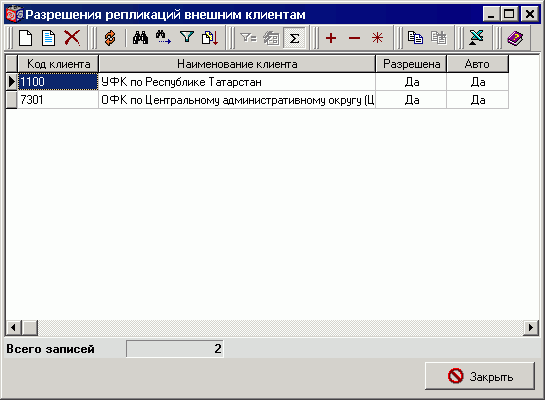 Разрешения репликаций внешним клиентам
Код клиента Наименование клиента Разрешена Авто
1100 УФК по Республике Татарстан Да Да
7301 ОФК по Центральному административному округу (Ц Да Да
Всего записей 2
Закрыть